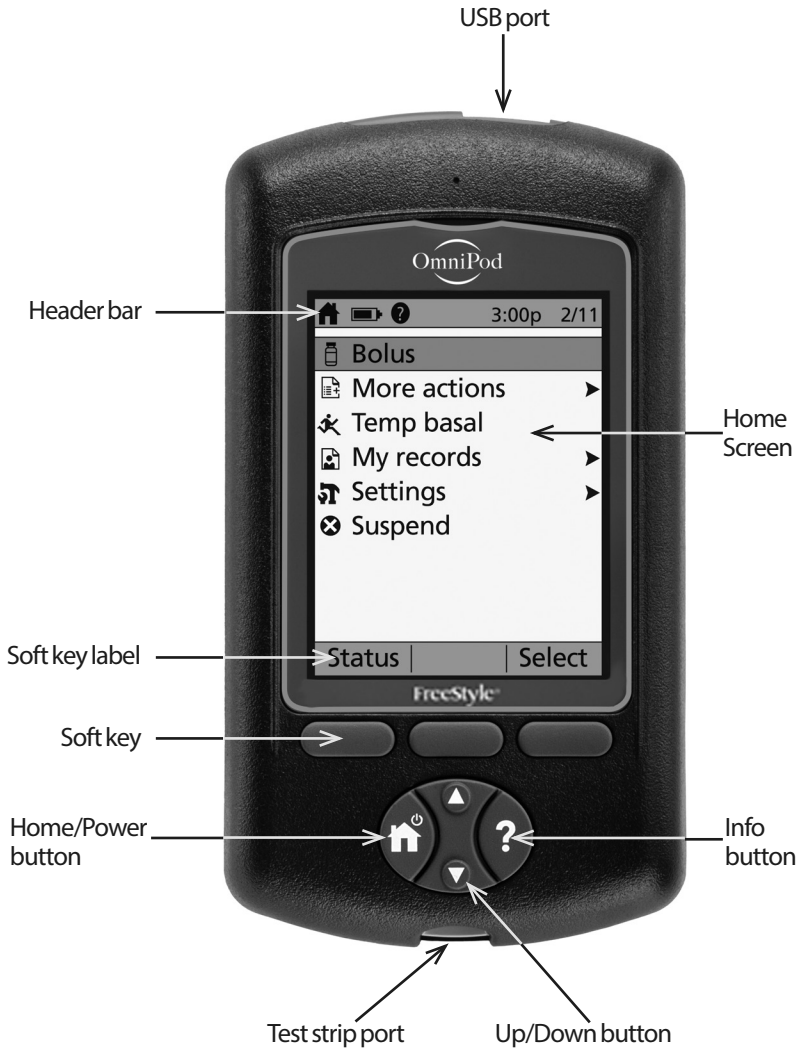 USB port
OmniPod
Header bar
? 3:00p 2/11
Bolus
More actions
Temp basal
Home
Screen
My records
Settings
Suspend
Soft key label
Status Select
FreeStyle
Soft key
Home/Power
button
?
Info
button
Test strip port
Up/Down button